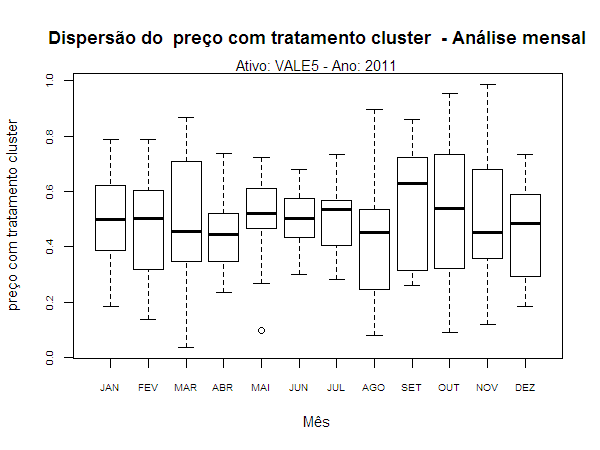 Dispersão do  preço com tratamento cluster  - Análise mensal
Ativo: VALE5 - Ano: 2011
preço com tratamento cluster
1.0
0.8
0.6
0.4
0.2
0.0
JAN FEV MAR ABR MAI JUN JUL AGO SET OUT NOV DEZ
Mês